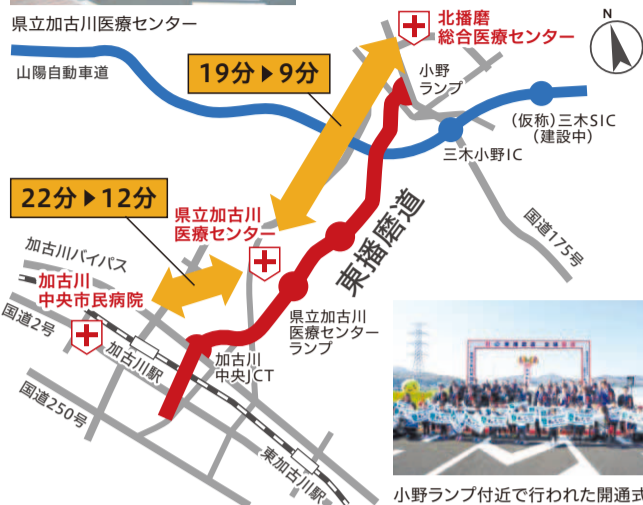 県立加古川医療センター
山陽自動車道
19分▶9分
北播磨
総合医療センター
N
小野
ランプ
(仮称)三木SIC
(建設中)
三木小野IC
22分▶12分
県立加古川
医療センター
東播磨道
国道175号
加古川バイパス
加古川
中央市民病院
国道2号
加古川駅
県立加古川
医療センター
ランプ
加古川
中央JCT
国道250号
東加古川駅
小野ランプ付近で行われた開通式